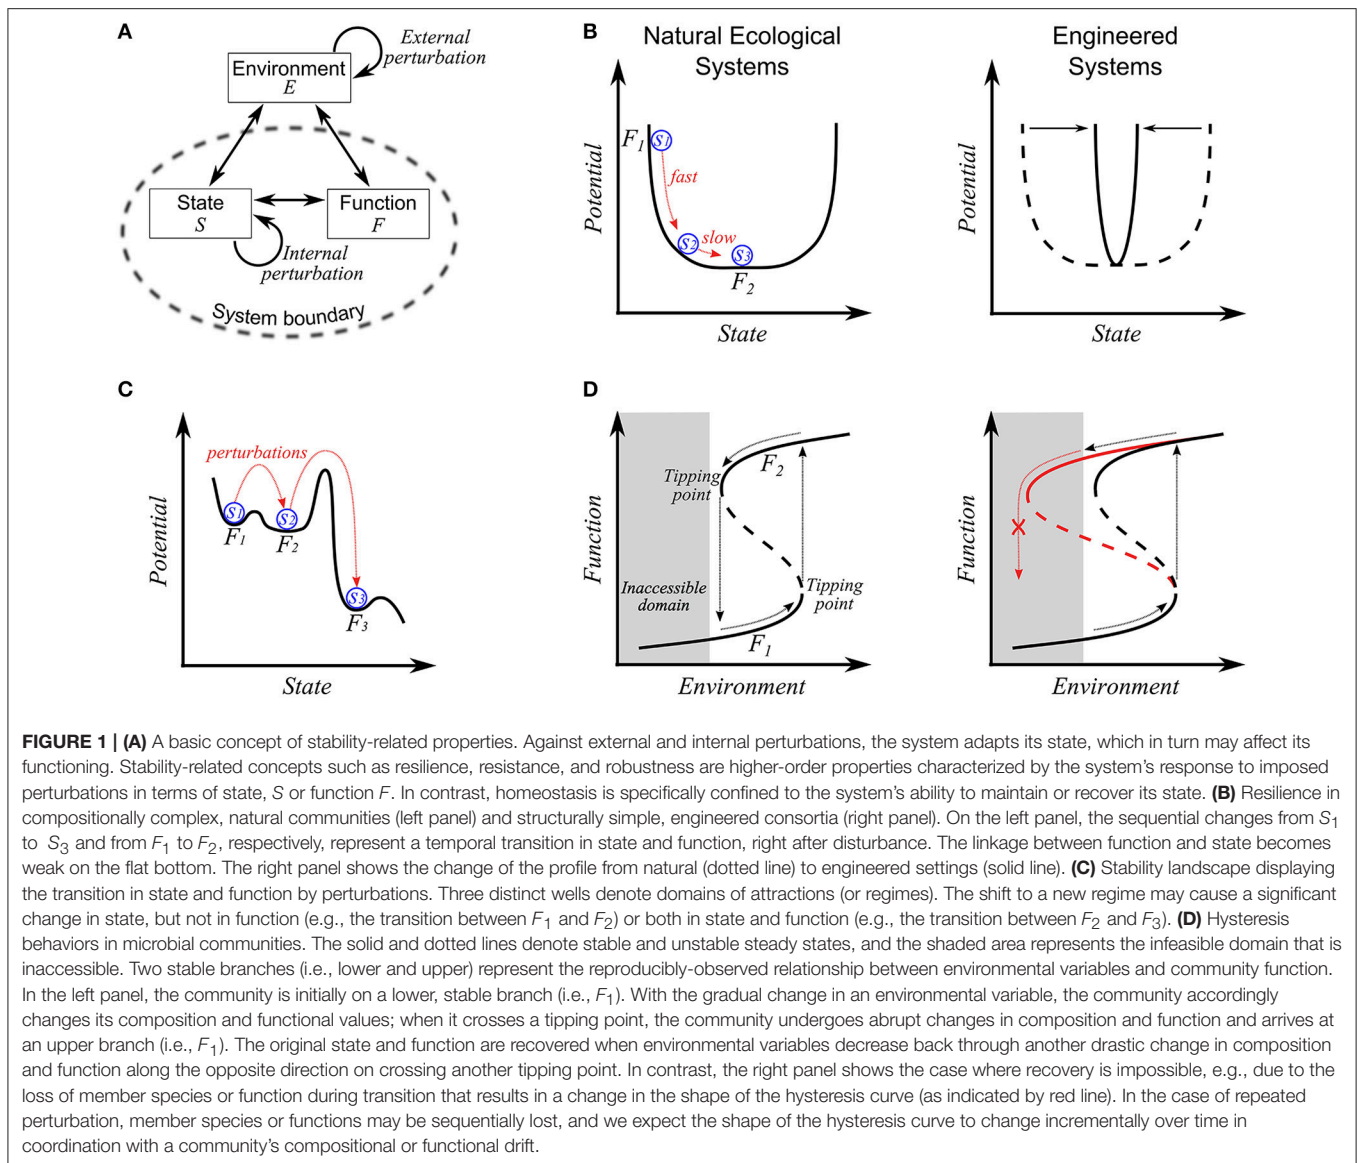 A
External
perturbation
Environment
E
State
S
Function
F
Internal
perturbation
System boundary
B
Natural Ecological
Systems
Potential
F1
S1
fast
S2
slow
S3
F2
State
Engineered
Systems
Potential
State
C
Potential
perturbations
S1
F1
S2
F2
S3
F3
State
D
Function
Tipping
point
F2
Inaccessible
domain
Tipping
point
F1
Environment
Function
X
Environment
FIGURE 1 | (A) A basic concept of stability-related properties. Against external and internal perturbations, the system adapts its state, which in turn may affect its
functioning. Stability-related concepts such as resilience, resistance, and robustness are higher-order properties characterized by the system's response to imposed
perturbations in terms of state, S or function F. In contrast, homeostasis is specifically confined to the system's ability to maintain or recover its state. (B) Resilience in
compositionally complex, natural communities (left panel) and structurally simple, engineered consortia (right panel). On the left panel, the sequential changes from S1
to S3 and from F1 to F2, respectively, represent a temporal transition in state and function, right after disturbance. The linkage between function and state becomes
weak on the flat bottom. The right panel shows the change of the profile from natural (dotted line) to engineered settings (solid line). (C) Stability landscape displaying
the transition in state and function by perturbations. Three distinct wells denote domains of attractions (or regimes). The shift to a new regime may cause a significant
change in state, but not in function (e.g., the transition between F1 and F2) or both in state and function (e.g., the transition between F2 and F3). (D) Hysteresis
behaviors in microbial communities. The solid and dotted lines denote stable and unstable steady states, and the shaded area represents the infeasible domain that is
inaccessible. Two stable branches (i.e., lower and upper) represent the reproducibly-observed relationship between environmental variables and community function.
In the left panel, the community is initially on a lower, stable branch (i.e., F1). With the gradual change in an environmental variable, the community accordingly
changes its composition and functional values; when it crosses a tipping point, the community undergoes abrupt changes in composition and function and arrives at
an upper branch (i.e., F1). The original state and function are recovered when environmental variables decrease back through another drastic change in composition
and function along the opposite direction on crossing another tipping point. In contrast, the right panel shows the case where recovery is impossible, e.g., due to the
loss of member species or function during transition that results in a change in the shape of the hysteresis curve (as indicated by red line). In the case of repeated
perturbation, member species or functions may be sequentially lost, and we expect the shape of the hysteresis curve to change incrementally over time in
coordination with a community's compositional or functional drift.